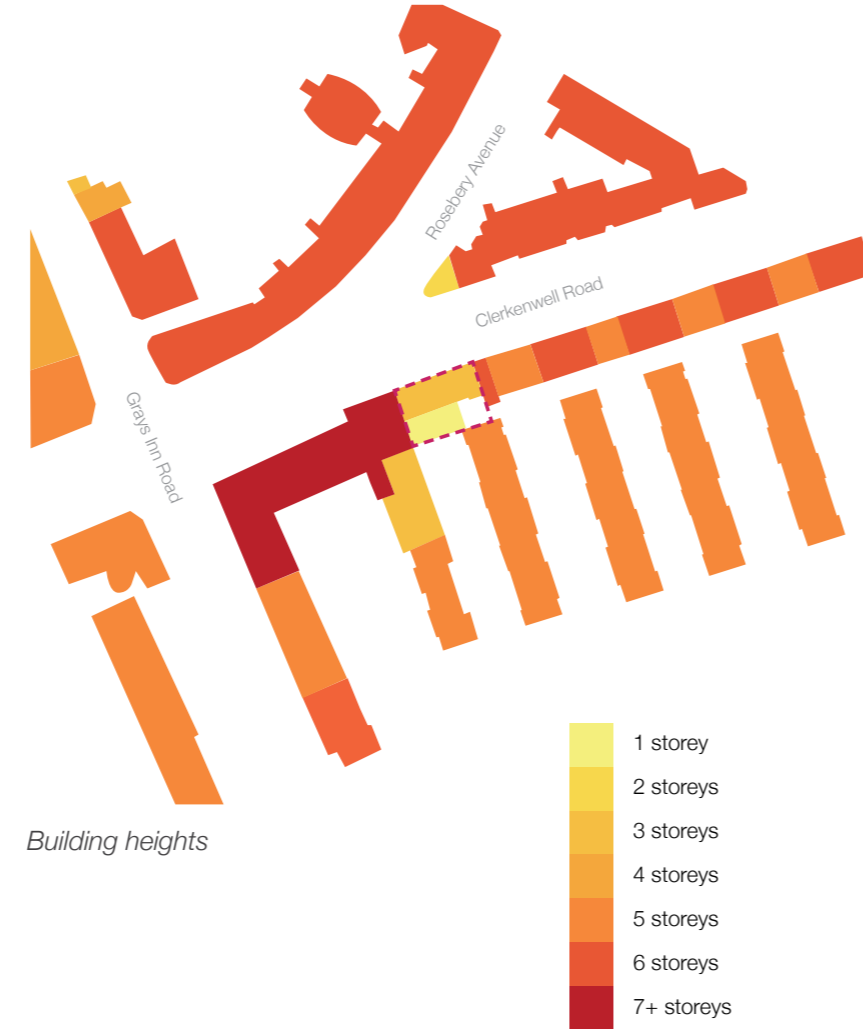 Rosebery Avenue
Clerkenwell Road
Grays Inn Road
1 storey
2 storeys
3 storeys
4 storeys
5 storeys
6 storeys
7+ storeys
Building heights